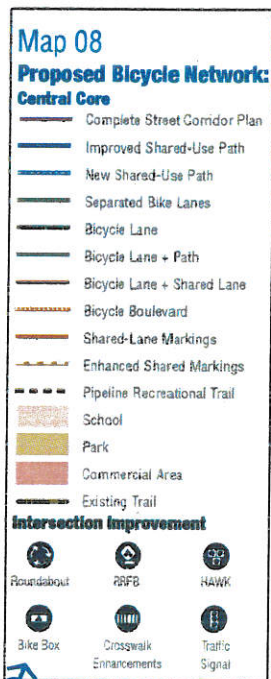 Map 08
Proposed Bicycle Network:
Central Core
Complete Street Corridor Plan
Improved Shared-Use Path
New Shared-Use Path
Separated Bike Lanes
Bicycle Lane
Bicycle Lane + Path
Bicycle Lane + Shared Lane
Bicycle Boulevard
Shared-Lane Markings
Enhanced Shared Markings
Pipeline Recreational Trail
School
Park
Commercial Area
Existing Trail
Intersection Improvement
Roundabout RRFB HAWK
Bike Box Crosswalk Enhancements Traffic Signal